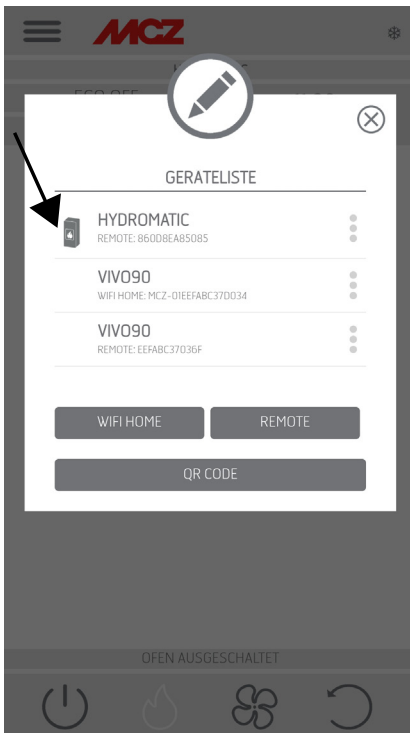 MCZ
GERÄTELISTE
HYDROMATIC
REMOTE: 860D8EA85085
VIVO90
WIFI HOME: MCZ-01EEFABC37D034
VIVO90
REMOTE: EEFABC37036F
WIFI HOME
REMOTE
QR CODE
OFEN AUSGESCHALTET